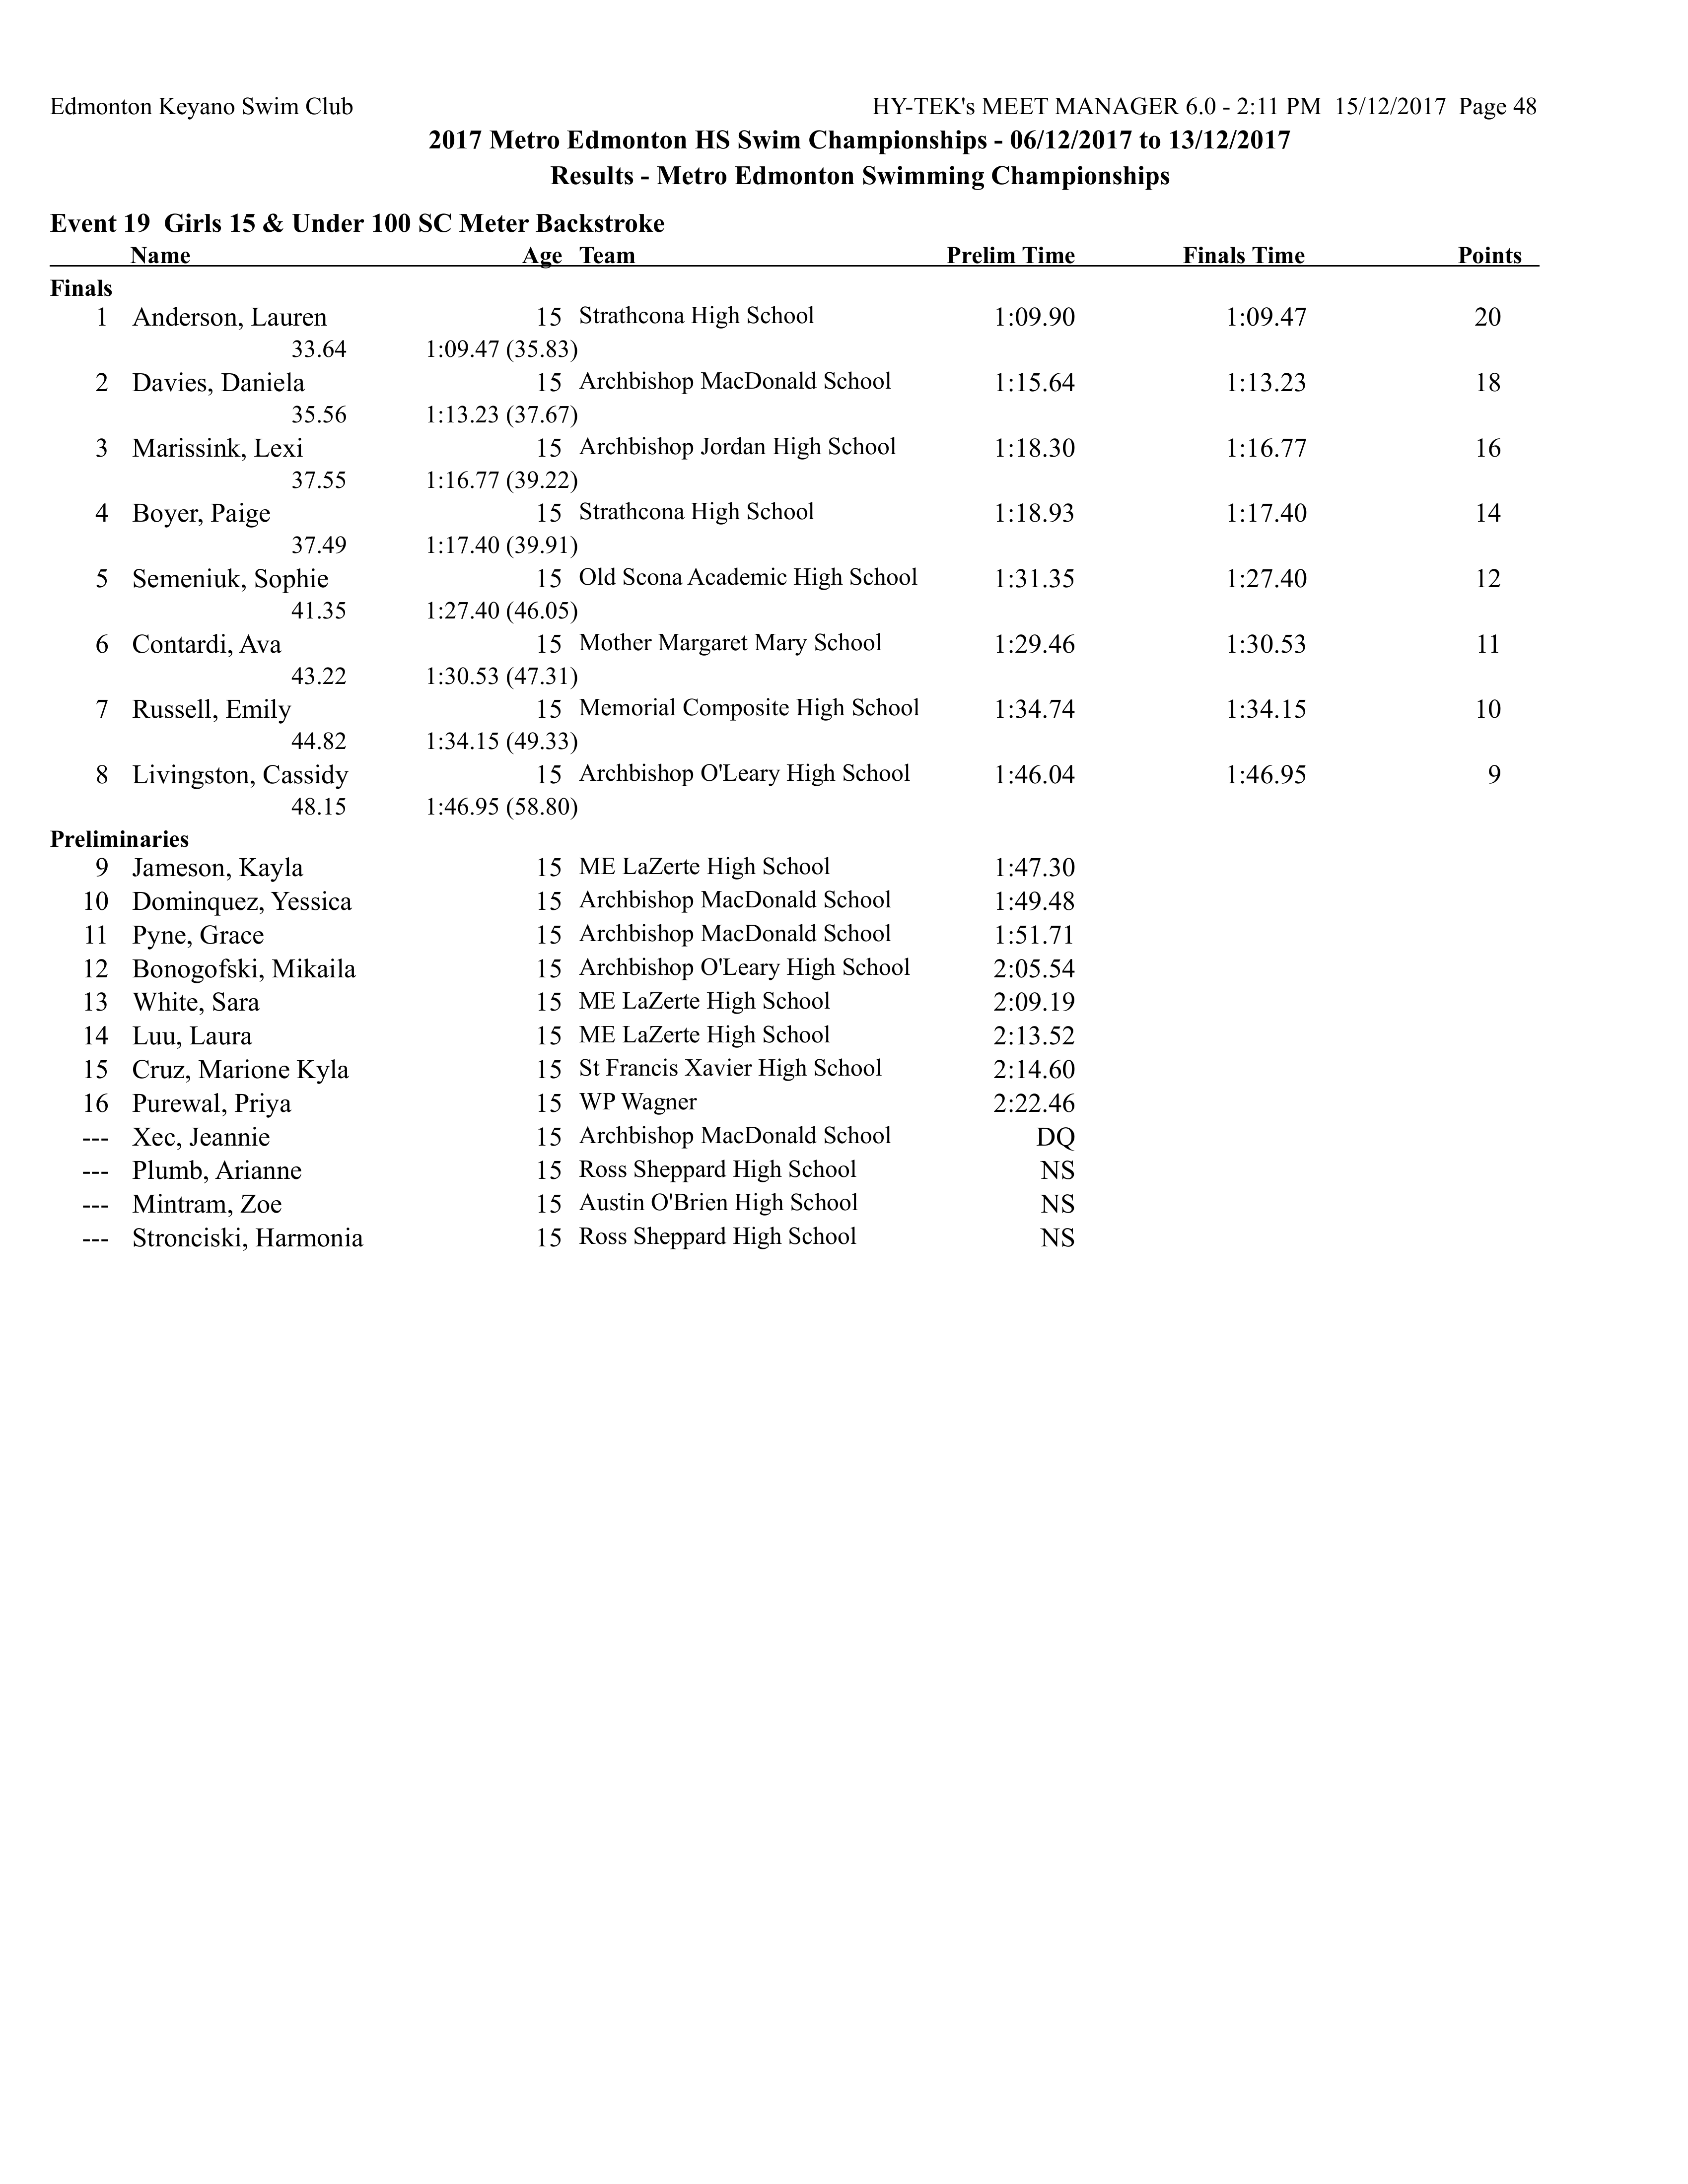 Edmonton Keyano Swim Club HY-TEK's MEET MANAGER 6.0 - 2:11 PM 15/12/2017 Page 48
2017 Metro Edmonton HS Swim Championships - 06/12/2017 to 13/12/2017
Results - Metro Edmonton Swimming Championships
Event 19 Girls 15 & Under 100 SC Meter Backstroke
Name Age Team Prelim Time Finals Time Points
Finals
1 Anderson, Lauren 15 Strathcona High School 1:09.90 1:09.47 20
33.64 1:09.47 (35.83)
2 Davies, Daniela 15 Archbishop MacDonald School 1:15.64 1:13.23 18
35.56 1:13.23 (37.67)
3 Marissink, Lexi 15 Archbishop Jordan High School 1:18.30 1:16.77 16
37.55 1:16.77 (39.22)
4 Boyer, Paige 15 Strathcona High School 1:18.93 1:17.40 14
37.49 1:17.40 (39.91)
5 Semeniuk, Sophie 15 Old Scona Academic High School 1:31.35 1:27.40 12
41.35 1:27.40 (46.05)
6 Contardi, Ava 15 Mother Margaret Mary School 1:29.46 1:30.53 11
43.22 1:30.53 (47.31)
7 Russell, Emily 15 Memorial Composite High School 1:34.74 1:34.15 10
44.82 1:34.15 (49.33)
8 Livingston, Cassidy 15 Archbishop O'Leary High School 1:46.04 1:46.95 9
48.15 1:46.95 (58.80)
Preliminaries
9 Jameson, Kayla 15 ME LaZerte High School 1:47.30
10 Dominquez, Yessica 15 Archbishop MacDonald School 1:49.48
11 Pyne, Grace 15 Archbishop MacDonald School 1:51.71
12 Bonogofski, Mikaila 15 Archbishop O'Leary High School 2:05.54
13 White, Sara 15 ME LaZerte High School 2:09.19
14 Luu, Laura 15 ME LaZerte High School 2:13.52
15 Cruz, Marione Kyla 15 St Francis Xavier High School 2:14.60
16 Purewal, Priya 15 WP Wagner 2:22.46
--- Xec, Jeannie 15 Archbishop MacDonald School DQ
--- Plumb, Arianne 15 Ross Sheppard High School NS
--- Mintram, Zoe 15 Austin O'Brien High School NS
--- Stronciski, Harmonia 15 Ross Sheppard High School NS